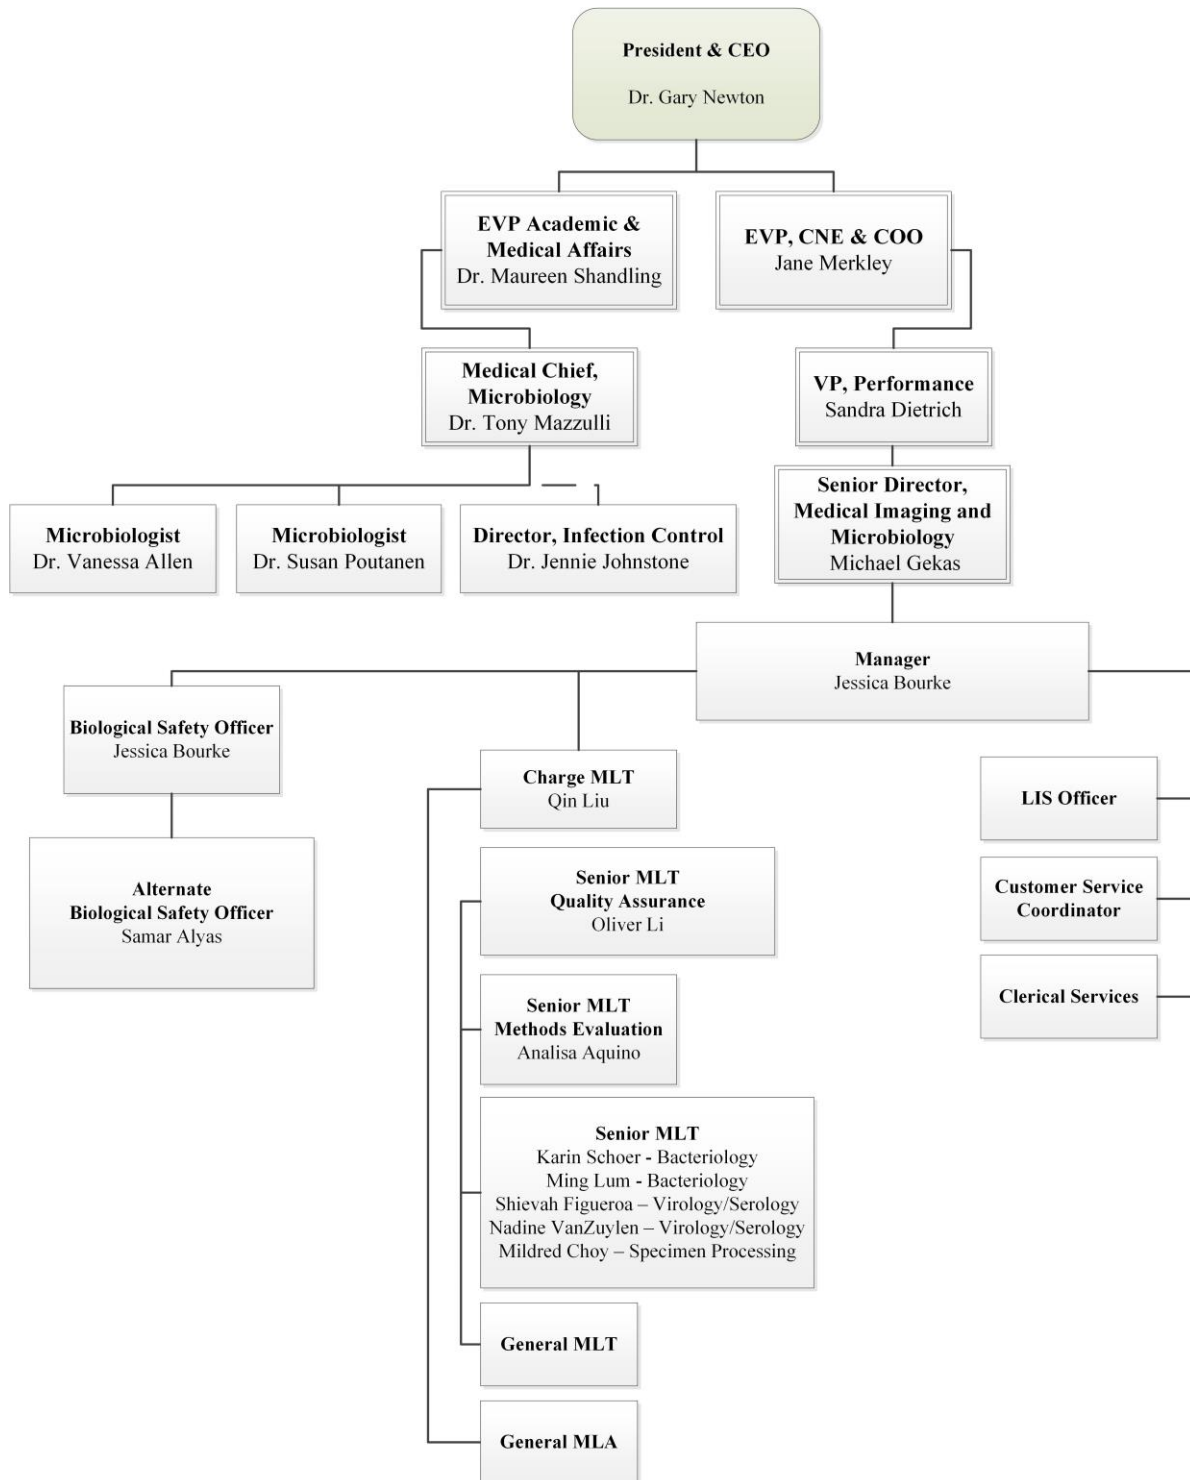 President & CEO
Dr. Gary Newton
EVP Academic &
Medical Affairs
Dr. Maureen Shandling
EVP, CNE & COO
Jane Merkley
Medical Chief,
Microbiology
Dr. Tony Mazzulli
VP, Performance
Sandra Dietrich
Senior Director,
Medical Imaging and
Microbiology
Michael Gekas
Microbiologist
Dr. Vanessa Allen
Microbiologist
Dr. Susan Poutanen
Director, Infection Control
Dr. Jennie Johnstone
Manager
Jessica Bourke
Biological Safety Officer
Jessica Bourke
Alternate
Biological Safety Officer
Samar Alyas
Charge MLT
Qin Liu
Senior MLT
Quality Assurance
Oliver Li
Senior MLT
Methods Evaluation
Analisa Aquino
Senior MLT
Karin Schoer - Bacteriology
Ming Lum - Bacteriology
Shievah Figueroa – Virology/Serology
Nadine VanZuylen – Virology/Serology
Mildred Choy – Specimen Processing
General MLT
General MLA
LIS Officer
Customer Service
Coordinator
Clerical Services